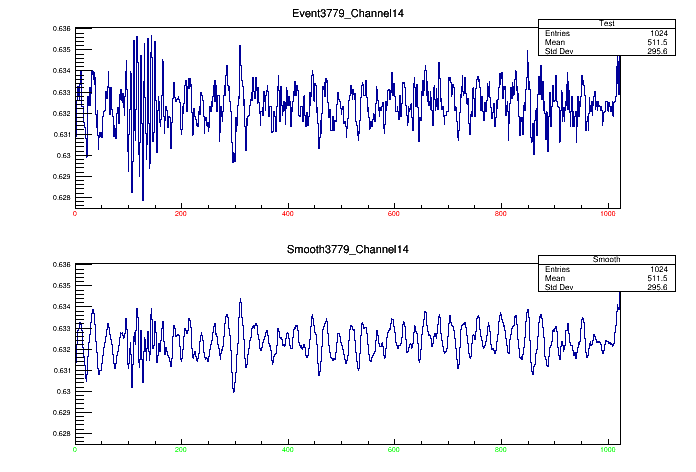 Event3779_Channel14
Test
Entries 1024
Mean 511.5
Std Dev 295.6
0.636
0.635
0.634
0.633
0.632
0.631
0.63
0.629
0.628
0 200 400 600 800 1000
Smooth3779_Channel14
Smooth
Entries 1024
Mean 511.5
Std Dev 295.6
0.636
0.635
0.634
0.633
0.632
0.631
0.63
0.629
0.628
0 200 400 600 800 1000